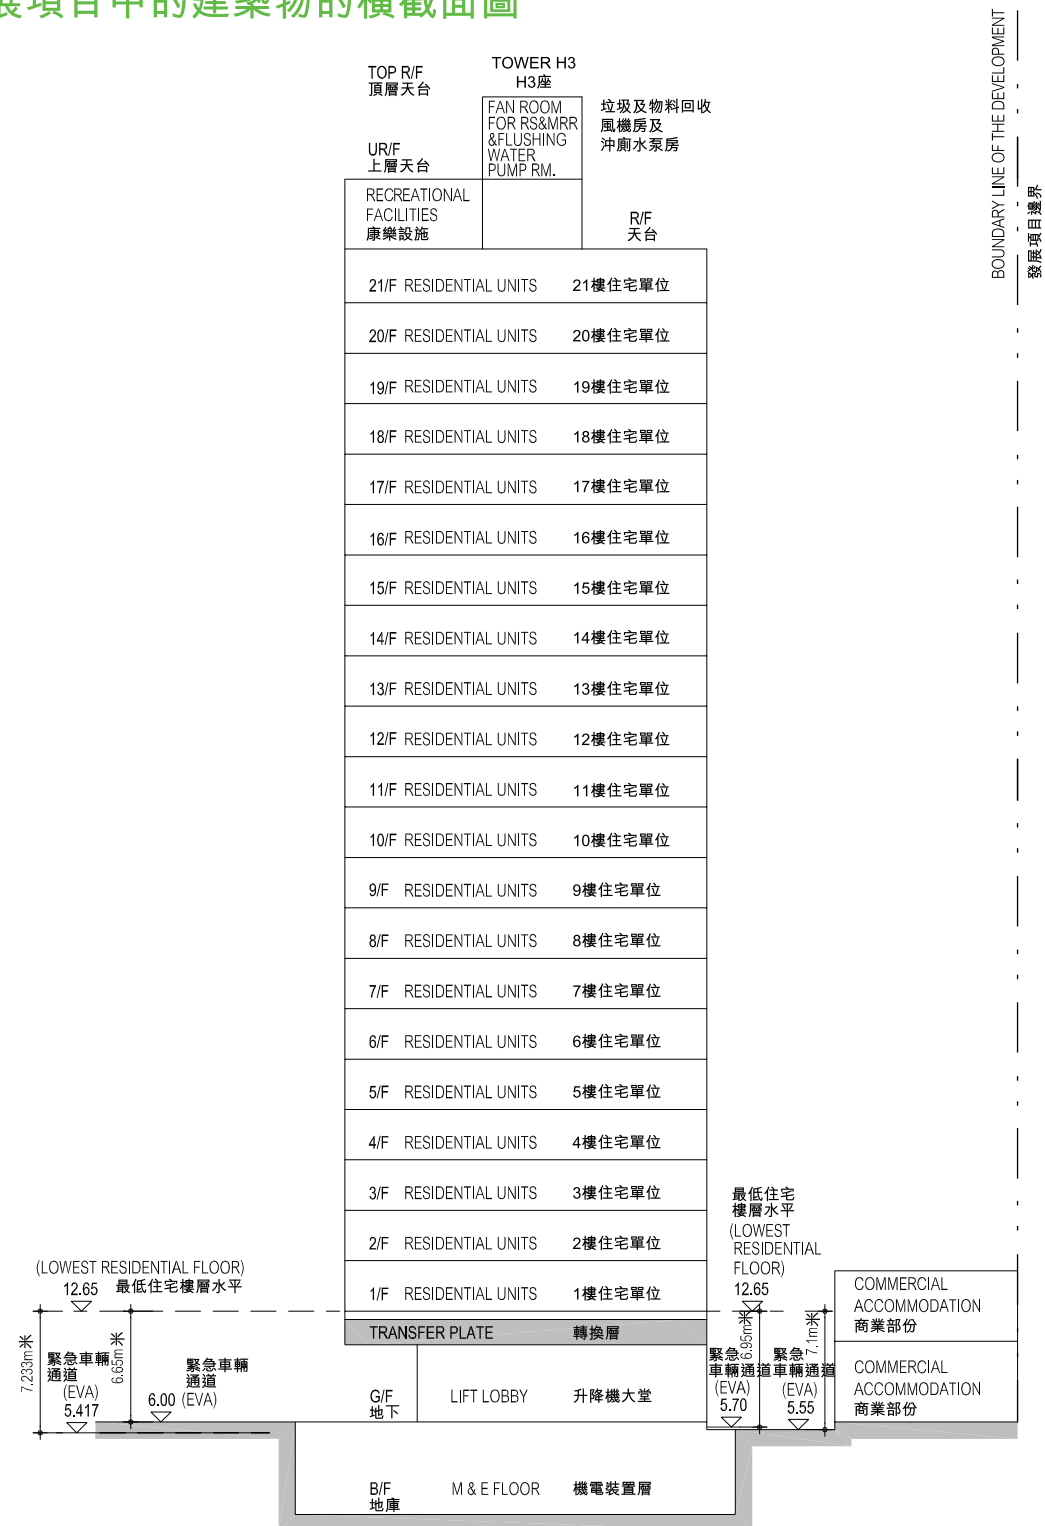 展項目中的建築物的橫截面圖
TOWER H3
H3座
TOP R/F
頂層天台
FAN ROOM
FOR RS&MRR
&FLUSHING
WATER
PUMP RM.
垃圾及物料回收
風機房及
沖廁水泵房
UR/F
上層天台
RECREATIONAL
FACILITIES
康樂設施
R/F
天台
BOUNDARY LINE OF THE DEVELOPMENT
發展項目邊界
21/F RESIDENTIAL UNITS 21樓住宅單位
20/F RESIDENTIAL UNITS 20樓住宅單位
19/F RESIDENTIAL UNITS 19樓住宅單位
18/F RESIDENTIAL UNITS 18樓住宅單位
17/F RESIDENTIAL UNITS 17樓住宅單位
16/F RESIDENTIAL UNITS 16樓住宅單位
15/F RESIDENTIAL UNITS 15樓住宅單位
14/F RESIDENTIAL UNITS 14樓住宅單位
13/F RESIDENTIAL UNITS 13樓住宅單位
12/F RESIDENTIAL UNITS 12樓住宅單位
11/F RESIDENTIAL UNITS 11樓住宅單位
10/F RESIDENTIAL UNITS 10樓住宅單位
9/F RESIDENTIAL UNITS 9樓住宅單位
8/F RESIDENTIAL UNITS 8樓住宅單位
7/F RESIDENTIAL UNITS 7樓住宅單位
6/F RESIDENTIAL UNITS 6樓住宅單位
5/F RESIDENTIAL UNITS 5樓住宅單位
4/F RESIDENTIAL UNITS 4樓住宅單位
3/F RESIDENTIAL UNITS 3樓住宅單位
2/F RESIDENTIAL UNITS 2樓住宅單位
1/F RESIDENTIAL UNITS 1樓住宅單位
TRANSFER PLATE 轉換層
G/F
地下
LIFT LOBBY 升降機大堂
B/F
地庫
M & E FLOOR 機電裝置層
(LOWEST RESIDENTIAL FLOOR)
12.65 最低住宅樓層水平
7.233m米
緊急車輛
通道
(EVA)
5.417
6.65m米
緊急車輛
通道
6.00 (EVA)
最低住宅
樓層水平
(LOWEST
RESIDENTIAL
FLOOR)
12.65
緊急
車輛通道
(EVA)
5.70
6.95m米
緊急
車輛通道
(EVA)
5.55
7.1m米
COMMERCIAL
ACCOMMODATION
商業部份
COMMERCIAL
ACCOMMODATION
商業部份